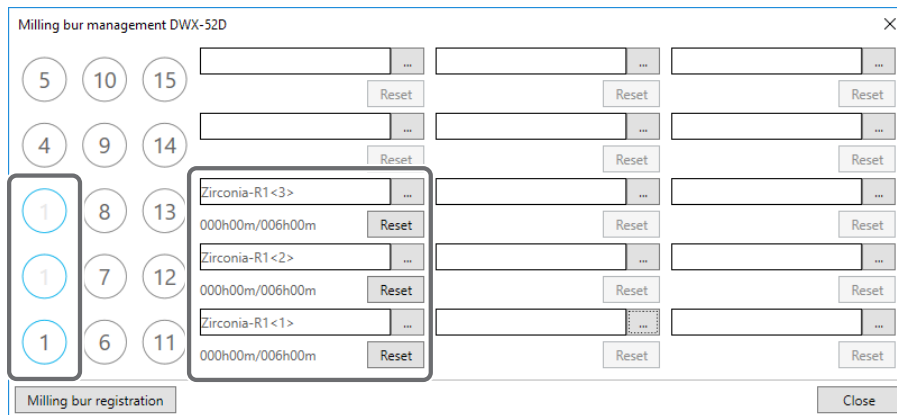 Milling bur management DWX-52D
5 10 15 ... ... ...
Reset Reset Reset
4 9 14 ... ... ...
Reset Reset Reset
1 8 13 Zirconia-R1<3> ... ... ...
000h00m/006h00m Reset Reset Reset
1 7 12 Zirconia-R1<2> ... ... ...
000h00m/006h00m Reset Reset Reset
1 6 11 Zirconia-R1<1> ... ... ...
000h00m/006h00m Reset Reset Reset
Milling bur registration Close